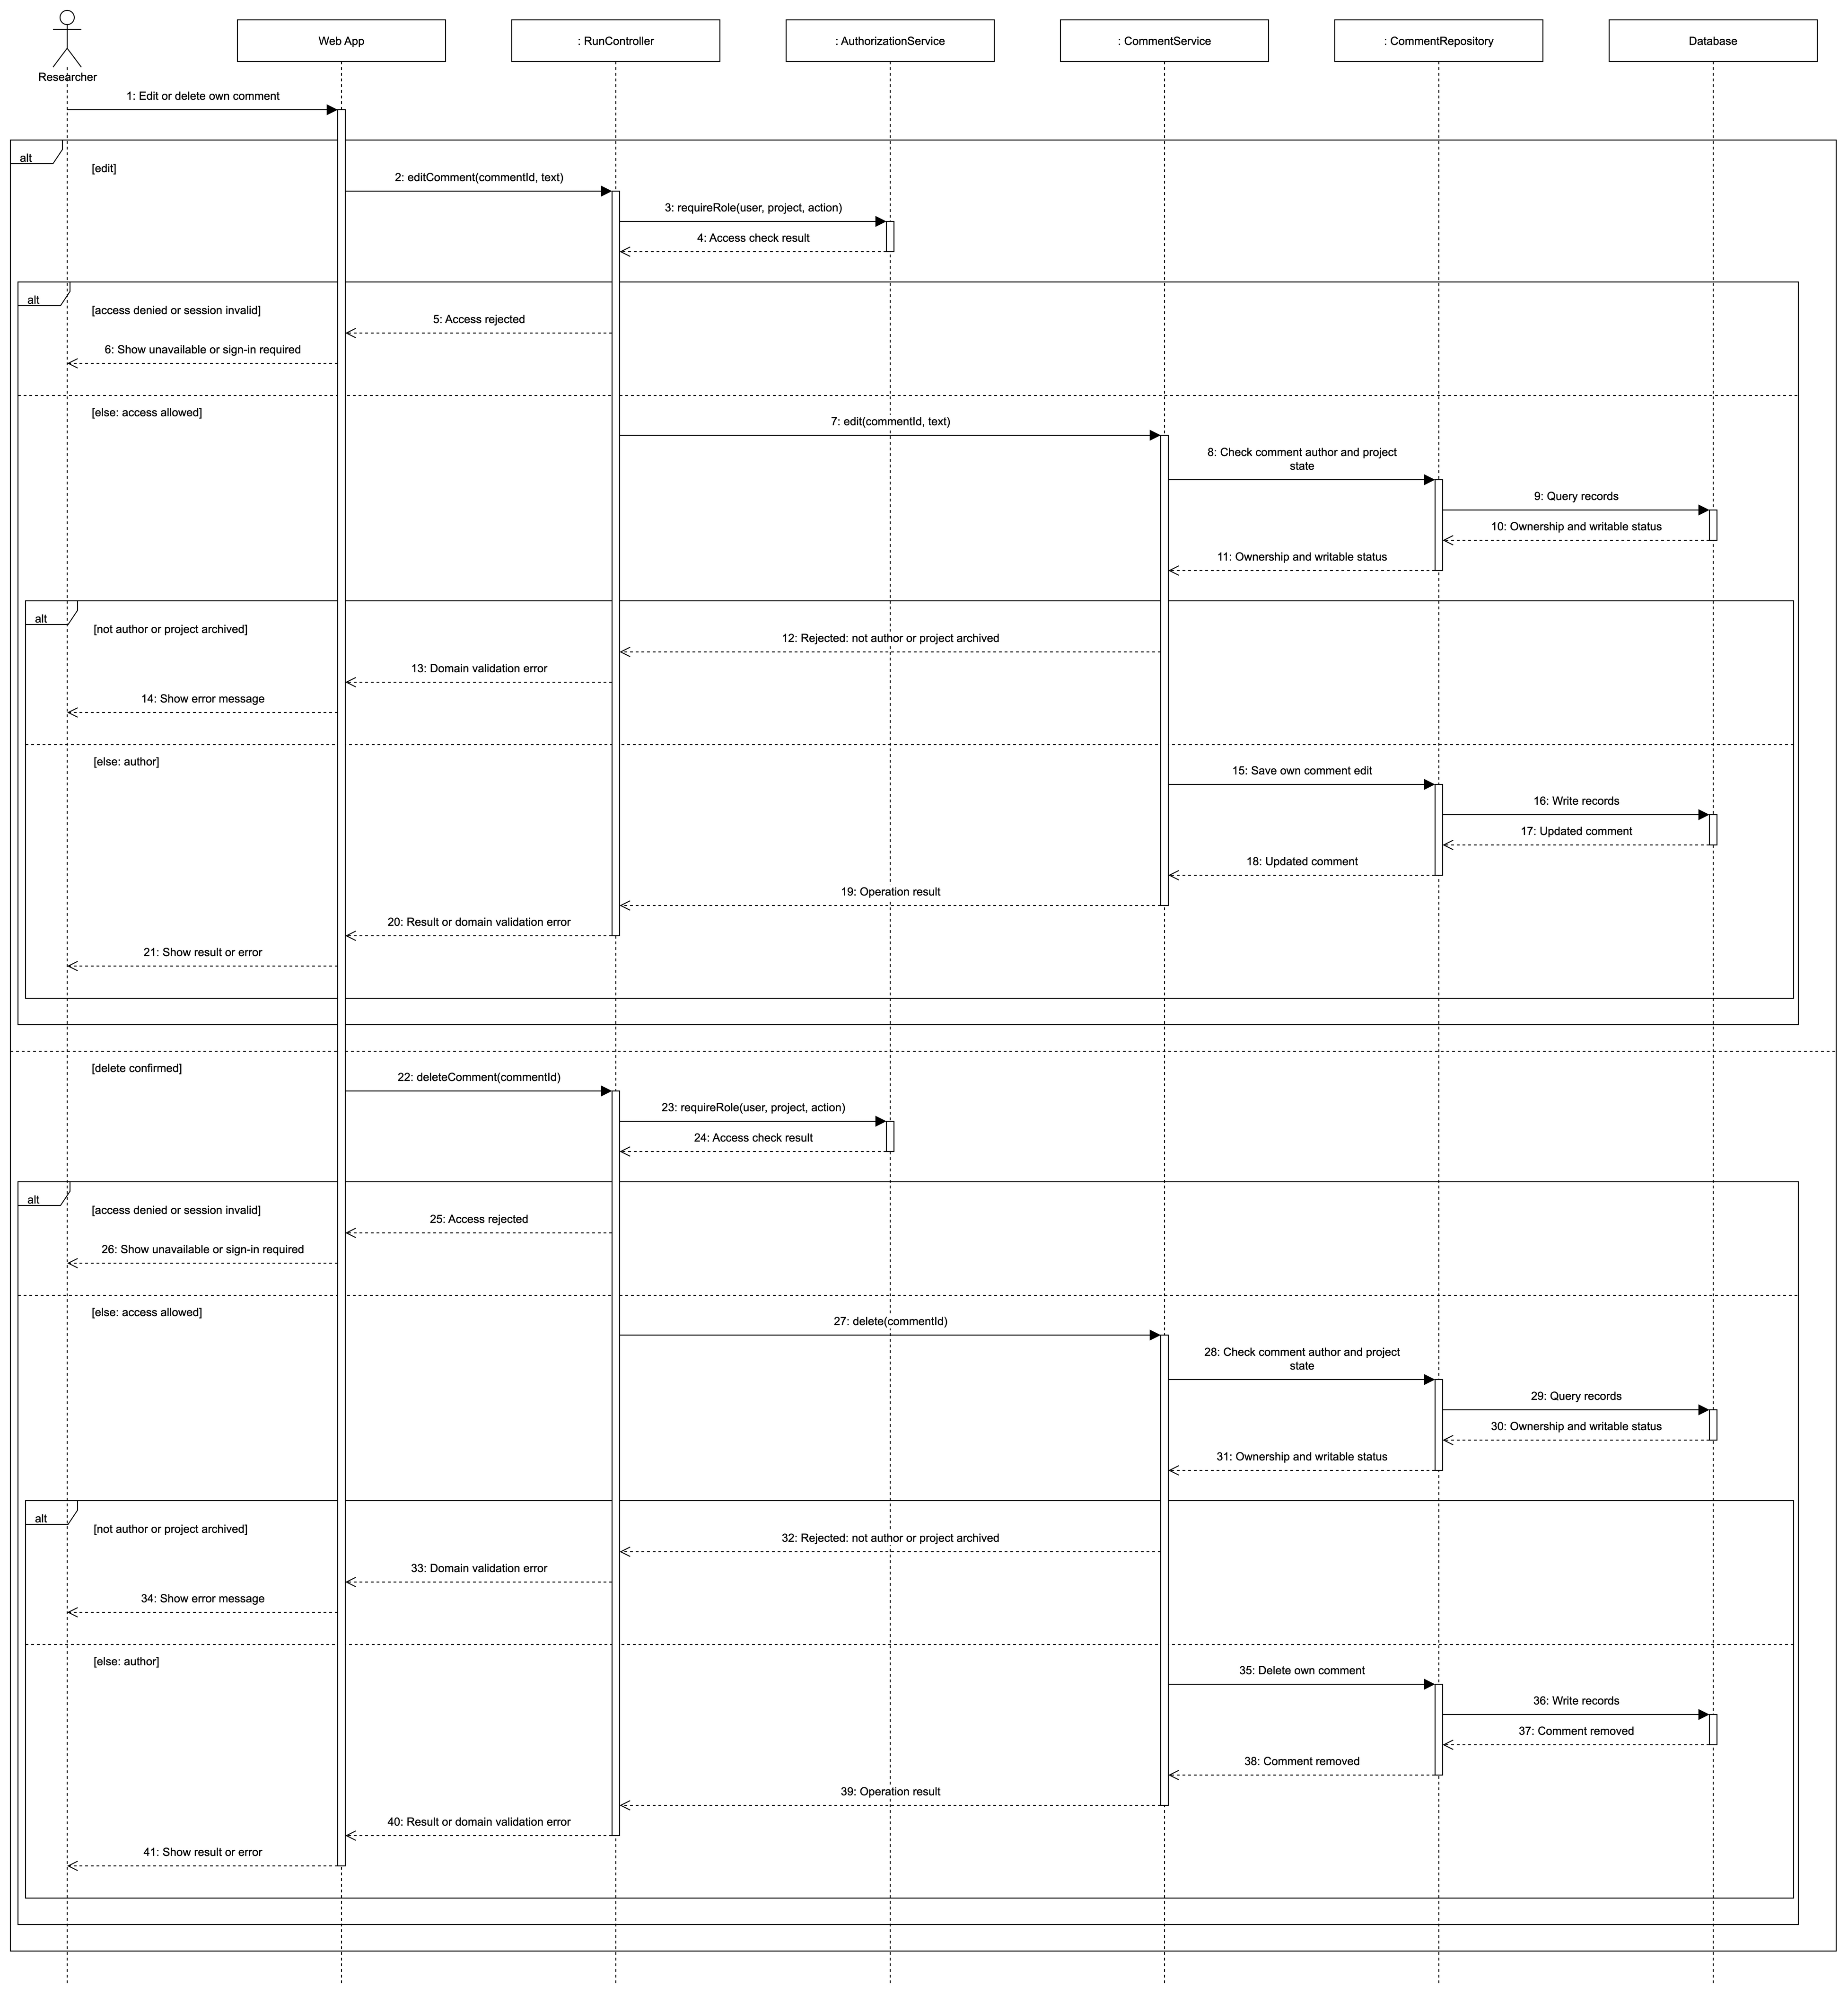 Researcher
Web App
: RunController
: AuthorizationService
: CommentService
: CommentRepository
Database
1: Edit or delete own comment
alt
[edit]
2: editComment(commentId, text)
3: requireRole(user, project, action)
4: Access check result
alt
[access denied or session invalid]
5: Access rejected
6: Show unavailable or sign-in required
[else: access allowed]
7: edit(commentId, text)
8: Check comment author and project
state
9: Query records
10: Ownership and writable status
11: Ownership and writable status
alt
[not author or project archived]
12: Rejected: not author or project archived
13: Domain validation error
14: Show error message
[else: author]
15: Save own comment edit
16: Write records
17: Updated comment
18: Updated comment
19: Operation result
20: Result or domain validation error
21: Show result or error
[delete confirmed]
22: deleteComment(commentId)
23: requireRole(user, project, action)
24: Access check result
alt
[access denied or session invalid]
25: Access rejected
26: Show unavailable or sign-in required
[else: access allowed]
27: delete(commentId)
28: Check comment author and project
state
29: Query records
30: Ownership and writable status
31: Ownership and writable status
alt
[not author or project archived]
32: Rejected: not author or project archived
33: Domain validation error
34: Show error message
[else: author]
35: Delete own comment
36: Write records
37: Comment removed
38: Comment removed
39: Operation result
40: Result or domain validation error
41: Show result or error